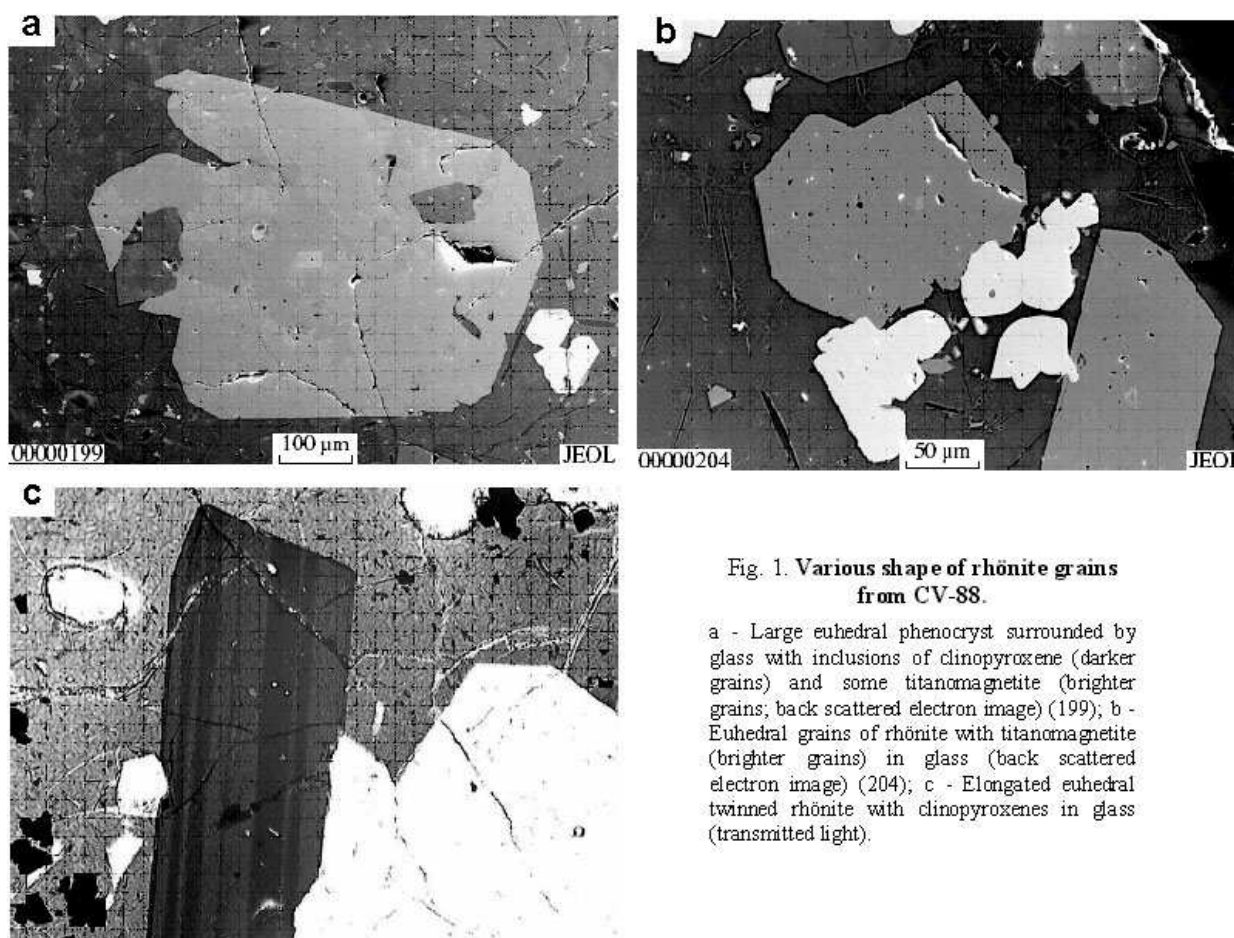 a
00000199
100 µm
JEOL
b
00000204
50 µm
JEOL
c
Fig. 1. Various shape of rhönite grains
from CV-88.
a - Large euhedral phenocryst surrounded by
glass with inclusions of clinopyroxene (darker
grains) and some titanomagnetite (brighter
grains; back scattered electron image) (199); b -
Euhedral grains of rhönite with titanomagnetite
(brighter grains) in glass (back scattered
electron image) (204); c - Elongated euhedral
twinned rhönite with clinopyroxenes in glass
(transmitted light).